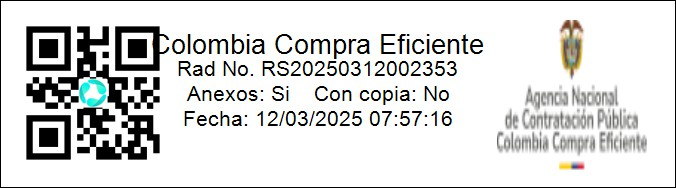 Colombia Compra Eficiente
Rad No. RS20250312002353
Anexos: Si    Con copia: No
Fecha: 12/03/2025 07:57:16
Agencia Nacional
de Contratación Pública
Colombia Compra Eficiente